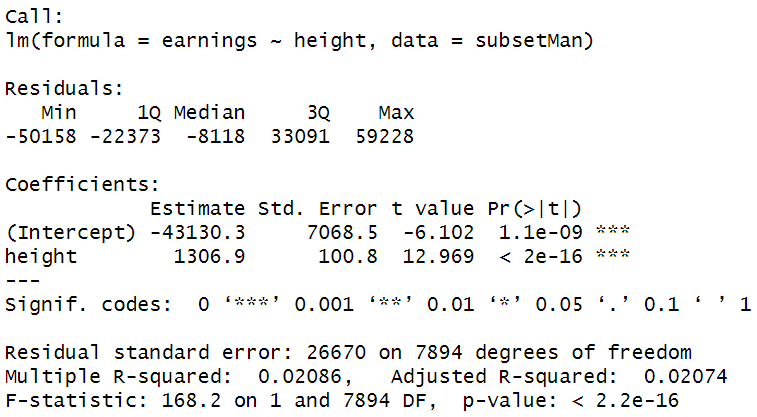 Call:
lm(formula = earnings ~ height, data = subsetMan)
Residuals:
   Min     1Q Median     3Q    Max
-50158 -22373  -8118  33091  59228
Coefficients:
            Estimate Std. Error t value Pr(>|t|)
(Intercept) -43130.3     7068.5  -6.102  1.1e-09 ***
height        1306.9      100.8  12.969  < 2e-16 ***
---
Signif. codes:  0 ‘***’ 0.001 ‘**’ 0.01 ‘*’ 0.05 ‘.’ 0.1 ‘ ’ 1
Residual standard error: 26670 on 7894 degrees of freedom
Multiple R-squared:  0.02086,   Adjusted R-squared:  0.02074
F-statistic: 168.2 on 1 and 7894 DF,  p-value: < 2.2e-16